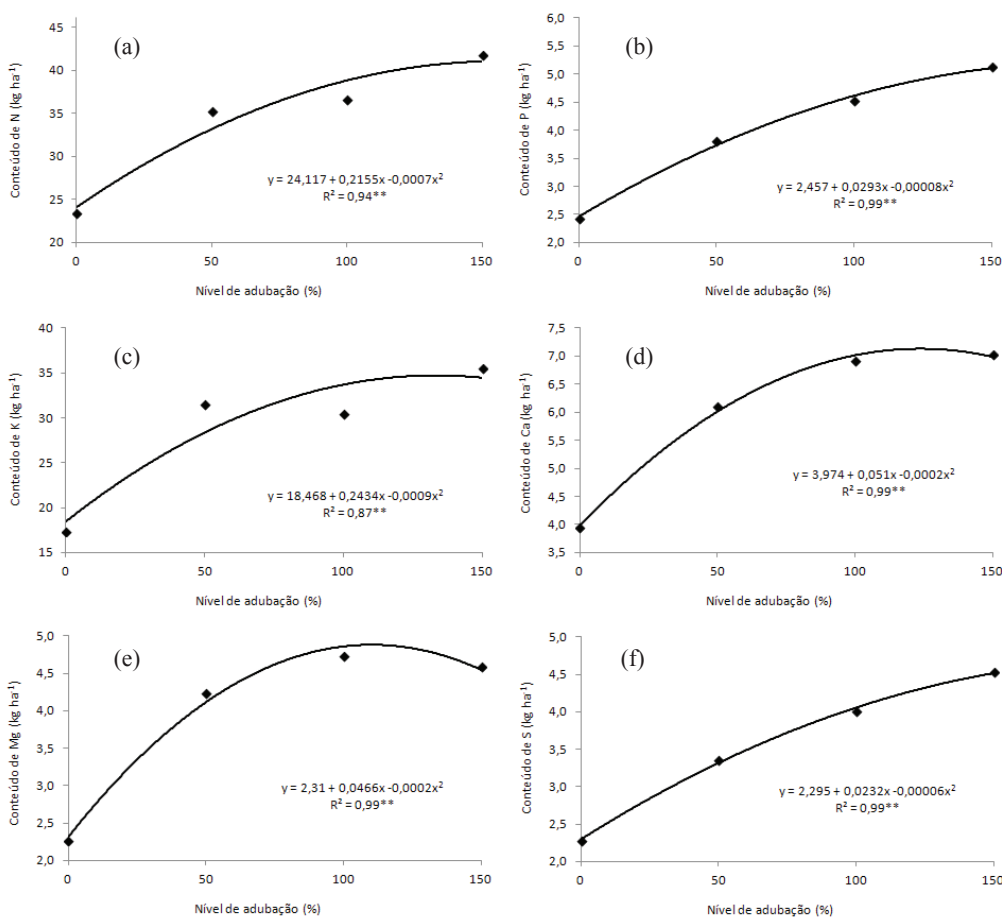 (a)
Conteúdo de N (kg ha⁻¹)
45
40
35
30
25
20
y = 24,117 + 0,2155x -0,0007x²
R² = 0,94**
0 50 100 150
Nível de adubação (%)
(b)
Conteúdo de P (kg ha⁻¹)
6,0
5,5
5,0
4,5
4,0
3,5
3,0
2,5
2,0
y = 2,457 + 0,0293x -0,00008x²
R² = 0,99**
0 50 100 150
Nível de adubação (%)
(c)
Conteúdo de K (kg ha⁻¹)
40
35
30
25
20
15
y = 18,468 + 0,2434x -0,0009x²
R² = 0,87**
0 50 100 150
Nível de adubação (%)
(d)
Conteúdo de Ca (kg ha⁻¹)
7,5
7,0
6,5
6,0
5,5
5,0
4,5
4,0
3,5
y = 3,974 + 0,051x -0,0002x²
R² = 0,99**
0 50 100 150
Nível de adubação (%)
(e)
Conteúdo de Mg (kg ha⁻¹)
5,0
4,5
4,0
3,5
3,0
2,5
2,0
y = 2,31 + 0,0466x -0,0002x²
R² = 0,99**
0 50 100 150
Nível de adubação (%)
(f)
Conteúdo de S (kg ha⁻¹)
5,0
4,5
4,0
3,5
3,0
2,5
2,0
y = 2,295 + 0,0232x -0,00006x²
R² = 0,99**
0 50 100 150
Nível de adubação (%)